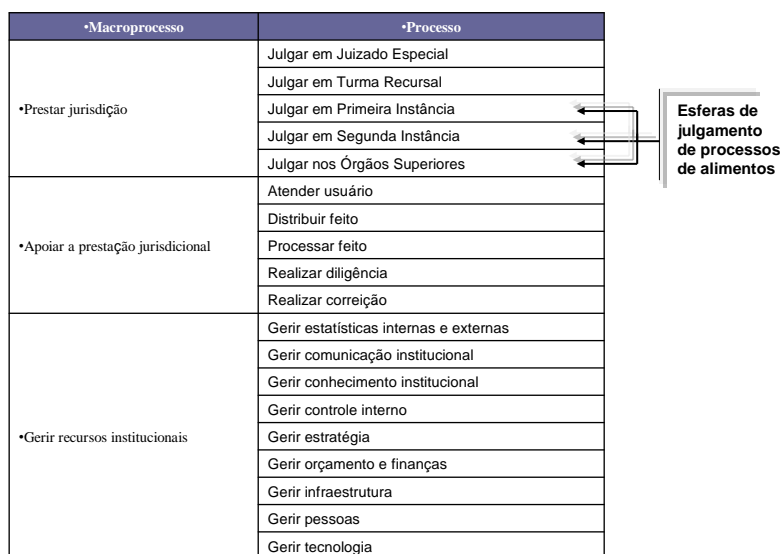 •Macroprocesso •Processo
•Prestar jurisdição
Julgar em Juizado Especial
Julgar em Turma Recursal
Julgar em Primeira Instância
Julgar em Segunda Instância
Julgar nos Órgãos Superiores
Esferas de
julgamento
de processos
de alimentos
•Apoiar a prestação jurisdicional
Atender usuário
Distribuir feito
Processar feito
Realizar diligência
Realizar correição
•Gerir recursos institucionais
Gerir estatísticas internas e externas
Gerir comunicação institucional
Gerir conhecimento institucional
Gerir controle interno
Gerir estratégia
Gerir orçamento e finanças
Gerir infraestrutura
Gerir pessoas
Gerir tecnologia